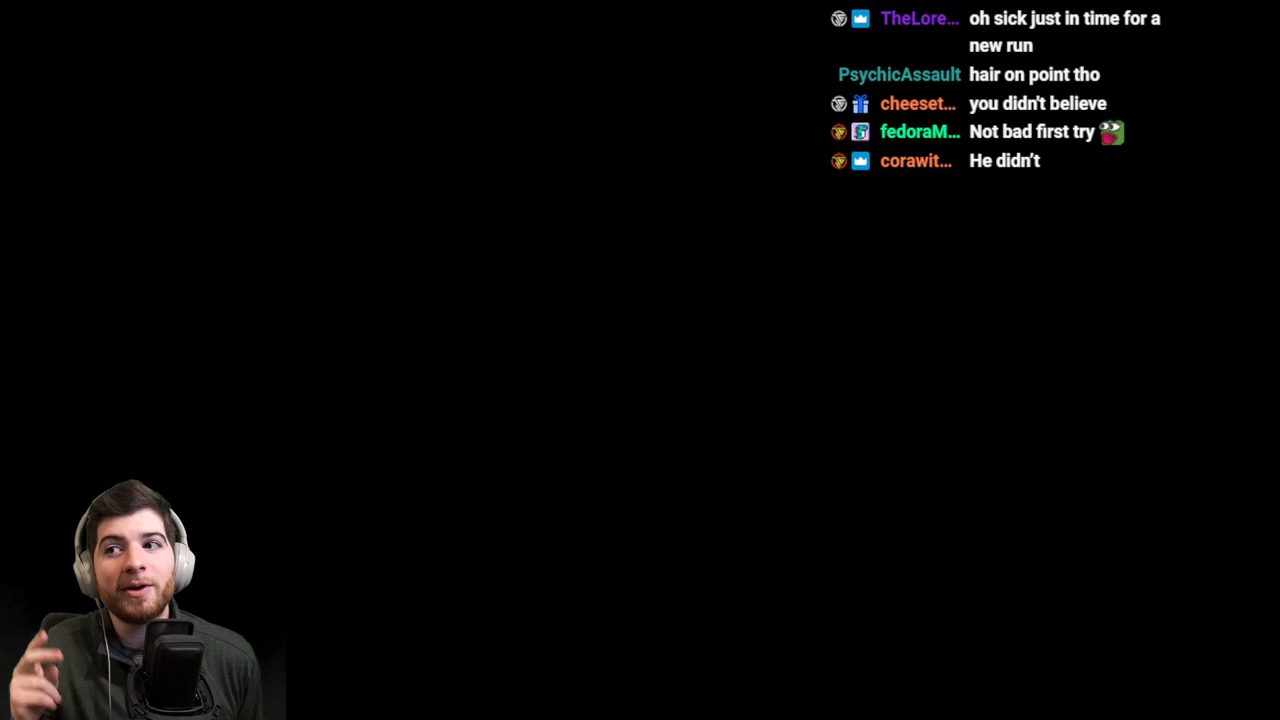 TheLore… oh sick just in time for a
new run
PsychicAssault hair on point tho
cheeset… you didn't believe
fedoraM… Not bad first try
corawit… He didn't